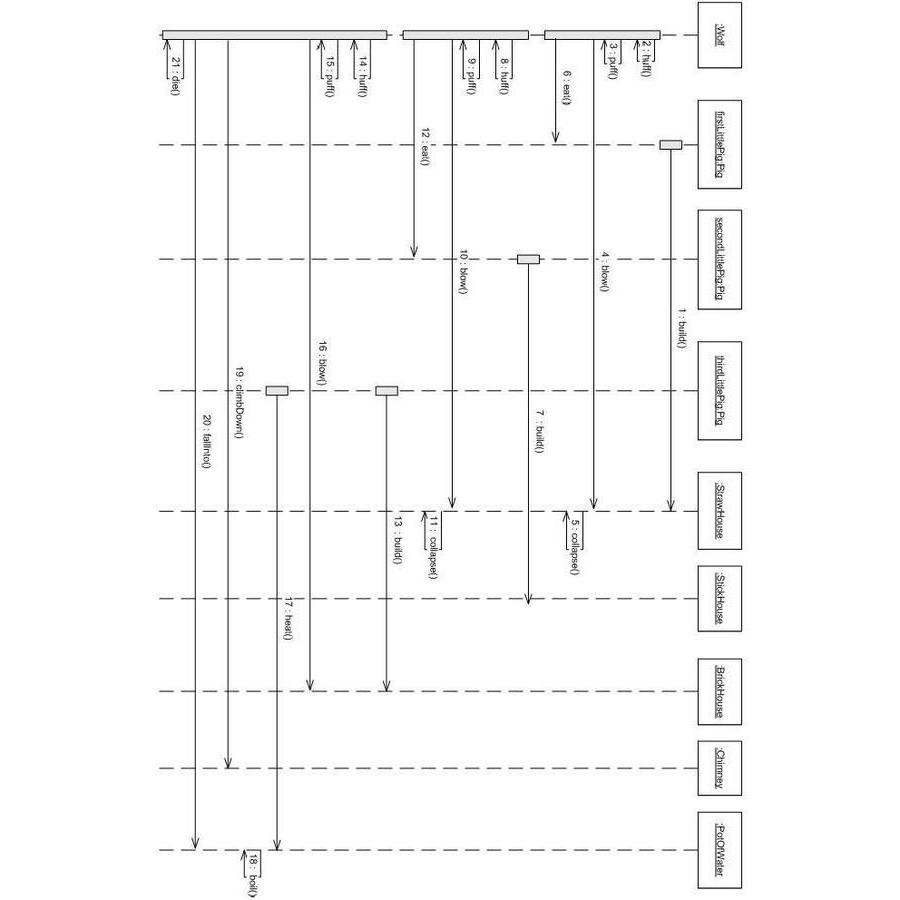 :Wolf
firstLittlePig:Pig
secondLittlePig:Pig
thirdLittlePig:Pig
:StrawHouse
:StickHouse
:BrickHouse
:Chimney
:PotOfWater
1 : build()
2 : huff()
3 : puff()
4 : blow()
5 : collapse()
6 : eat()
7 : build()
8 : huff()
9 : puff()
10 : blow()
11 : collapse()
12 : eat()
13 : build()
14 : huff()
15 : puff()
16 : blow()
17 : heat()
18 : boil()
19 : climbDown()
20 : fallInto()
21 : die()